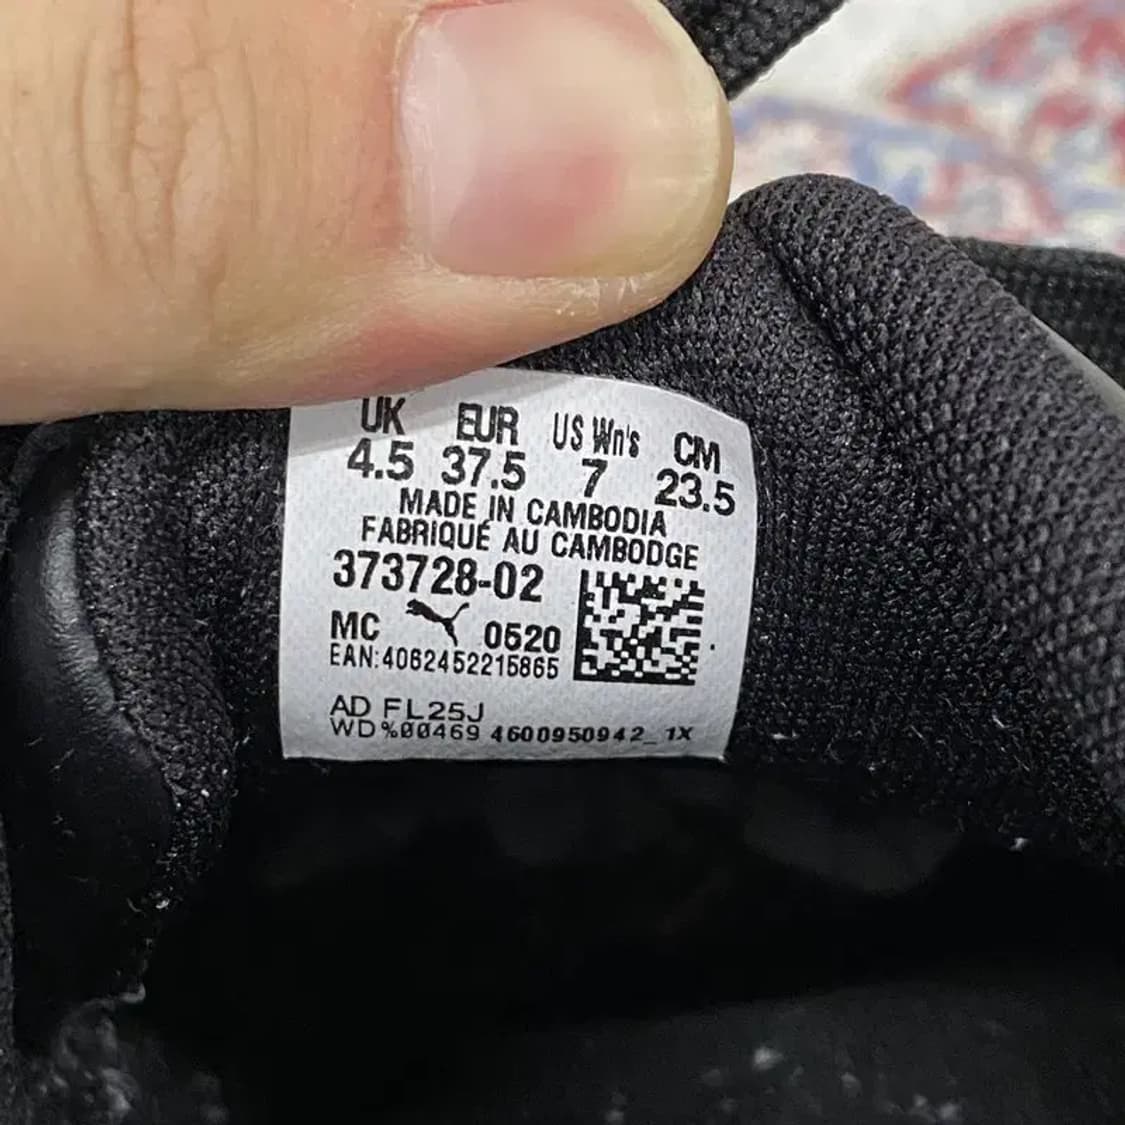 UK EUR US Wn's CM
4.5 37.5 7 23.5
MADE IN CAMBODIA
FABRIQUÉ AU CAMBODGE
373728-02
MC 0520
EAN:4062452215865
AD FL25J
WD%00469 4600950942_1X